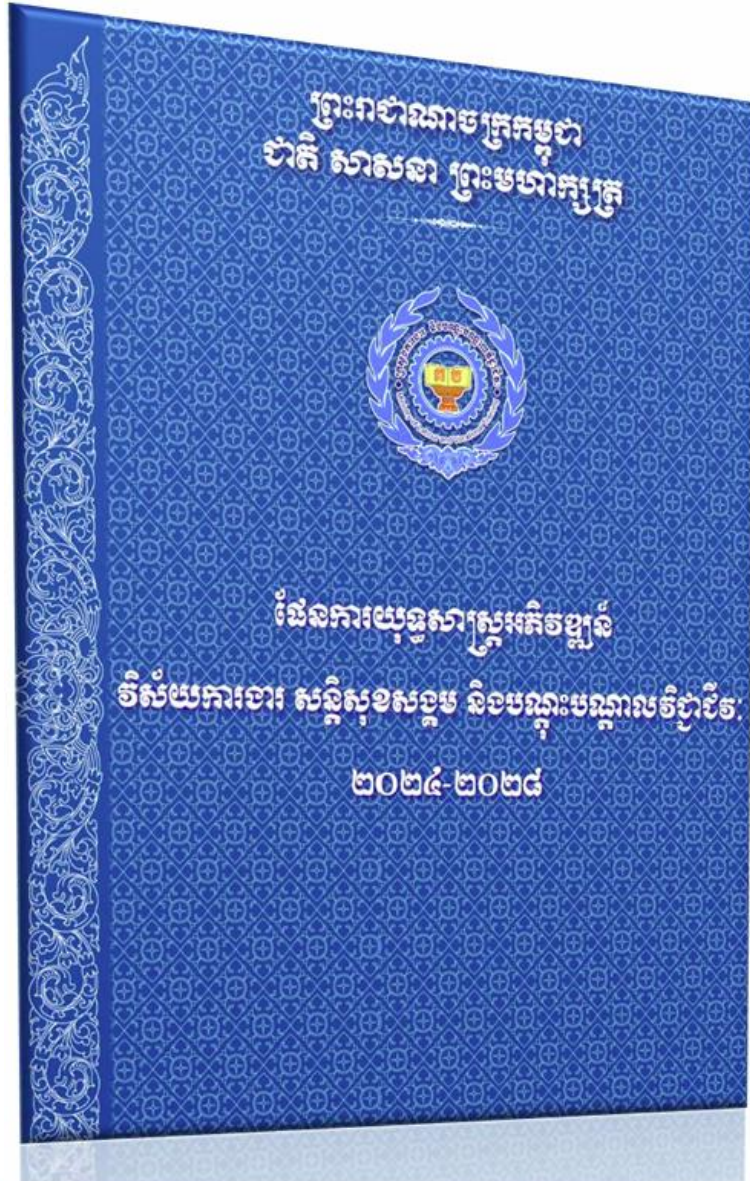 ព្រះរាជាណាចក្រកម្ពុជា
ជាតិ សាសនា ព្រះមហាក្សត្រ
ក ប
ផែនការយុទ្ធសាស្ត្រអភិវឌ្ឍន៍
វិស័យការងារ សន្តិសុខសង្គម និងបណ្តុះបណ្តាលវិជ្ជាជីវៈ
២០២៤-២០២៨